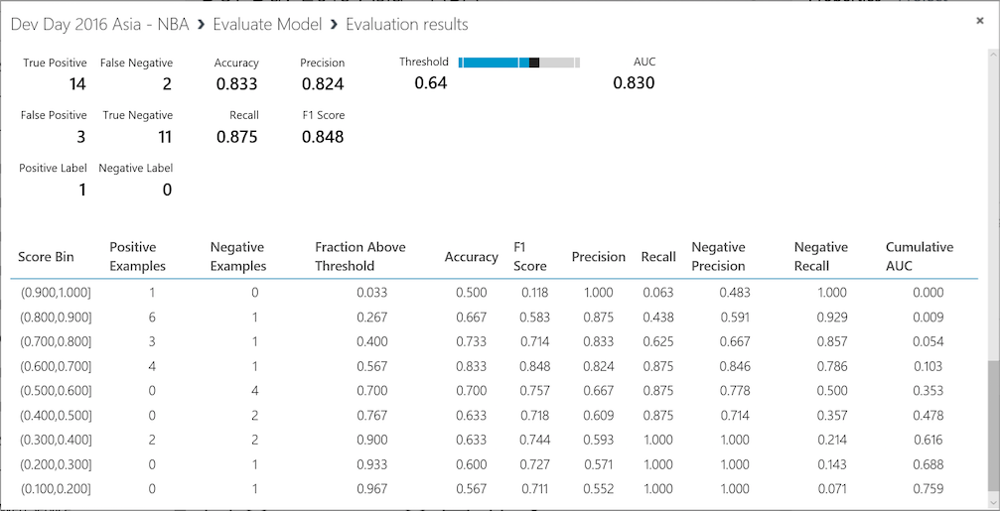 Dev Day 2016 Asia - NBA › Evaluate Model › Evaluation results ×
True Positive False Negative Accuracy Precision Threshold AUC
14 2 0.833 0.824 0.64 0.830
False Positive True Negative Recall F1 Score
3 11 0.875 0.848
Positive Label Negative Label
1 0
Score Bin Positive Examples Negative Examples Fraction Above Threshold Accuracy F1 Score Precision Recall Negative Precision Negative Recall Cumulative AUC
(0.900,1.000] 1 0 0.033 0.500 0.118 1.000 0.063 0.483 1.000 0.000
(0.800,0.900] 6 1 0.267 0.667 0.583 0.875 0.438 0.591 0.929 0.009
(0.700,0.800] 3 1 0.400 0.733 0.714 0.833 0.625 0.667 0.857 0.054
(0.600,0.700] 4 1 0.567 0.833 0.848 0.824 0.875 0.846 0.786 0.103
(0.500,0.600] 0 4 0.700 0.700 0.757 0.667 0.875 0.778 0.500 0.353
(0.400,0.500] 0 2 0.767 0.633 0.718 0.609 0.875 0.714 0.357 0.478
(0.300,0.400] 2 2 0.900 0.633 0.744 0.593 1.000 1.000 0.214 0.616
(0.200,0.300] 0 1 0.933 0.600 0.727 0.571 1.000 1.000 0.143 0.688
(0.100,0.200] 0 1 0.967 0.567 0.711 0.552 1.000 1.000 0.071 0.759